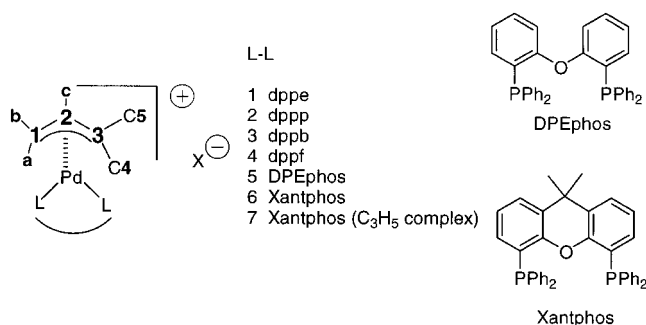 c
+
b
1
2
3
C5
a
C4
Pd
L
L
X
−
L-L
1 dppe
2 dppp
3 dppb
4 dppf
5 DPEphos
6 Xantphos
7 Xantphos (C₃H₅ complex)
O
PPh₂
PPh₂
DPEphos
O
PPh₂
PPh₂
Xantphos